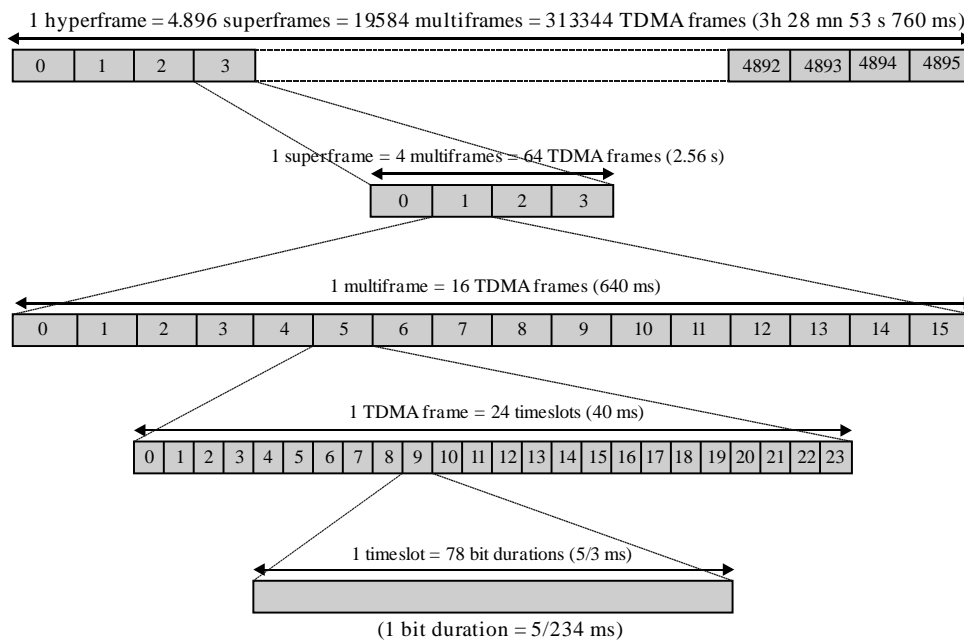 1 hyperframe = 4.896 superframes = 19584 multiframes = 313344 TDMA frames (3h 28 mn 53 s 760 ms)
0 1 2 3 4892 4893 4894 4895
1 superframe = 4 multiframes = 64 TDMA frames (2.56 s)
0 1 2 3
1 multiframe = 16 TDMA frames (640 ms)
0 1 2 3 4 5 6 7 8 9 10 11 12 13 14 15
1 TDMA frame = 24 timeslots (40 ms)
0 1 2 3 4 5 6 7 8 9 10 11 12 13 14 15 16 17 18 19 20 21 22 23
1 timeslot = 78 bit durations (5/3 ms)
(1 bit duration = 5/234 ms)